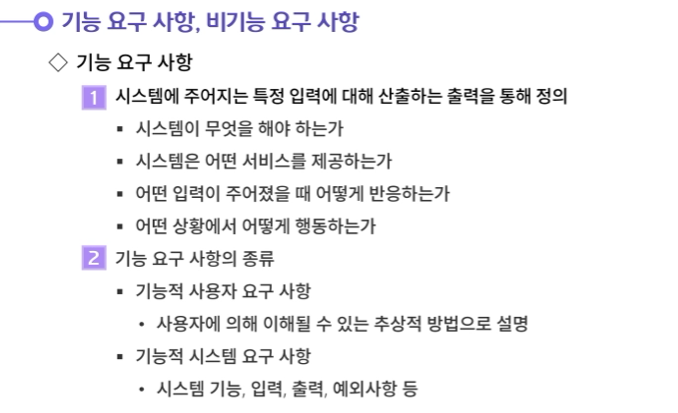 기능 요구 사항, 비기능 요구 사항
◇ 기능 요구 사항
1 시스템에 주어지는 특정 입력에 대해 산출하는 출력을 통해 정의
▪ 시스템이 무엇을 해야 하는가
▪ 시스템은 어떤 서비스를 제공하는가
▪ 어떤 입력이 주어졌을 때 어떻게 반응하는가
▪ 어떤 상황에서 어떻게 행동하는가
2 기능 요구 사항의 종류
▪ 기능적 사용자 요구 사항
• 사용자에 의해 이해될 수 있는 추상적 방법으로 설명
▪ 기능적 시스템 요구 사항
• 시스템 기능, 입력, 출력, 예외사항 등